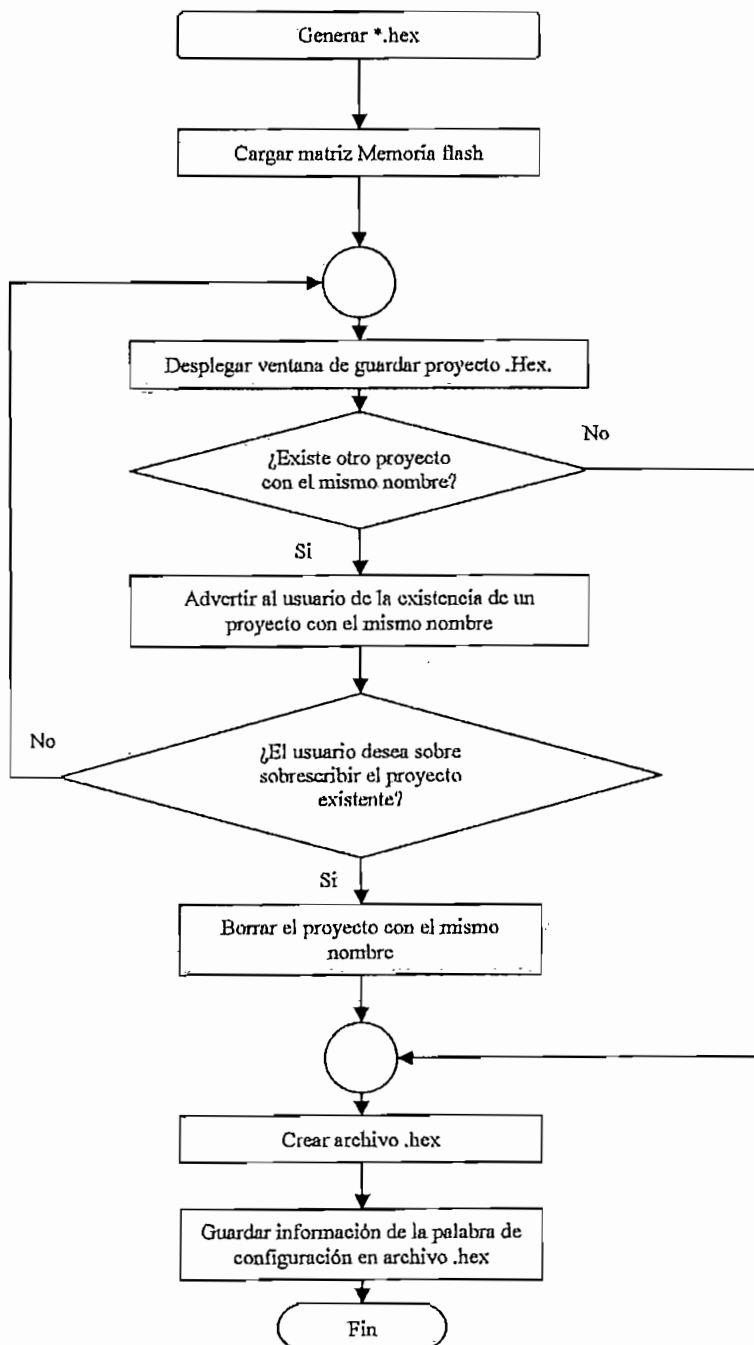 Generar *.hex
Cargar matriz Memoria flash
Desplegar ventana de guardar proyecto .Hex.
¿Existe otro proyecto
con el mismo nombre?
No
Si
Advertir al usuario de la existencia de un
proyecto con el mismo nombre
No
¿El usuario desea sobre
sobrescribir el proyecto
existente?
Si
Borrar el proyecto con el mismo
nombre
Crear archivo .hex
Guardar información de la palabra de
configuración en archivo .hex
Fin